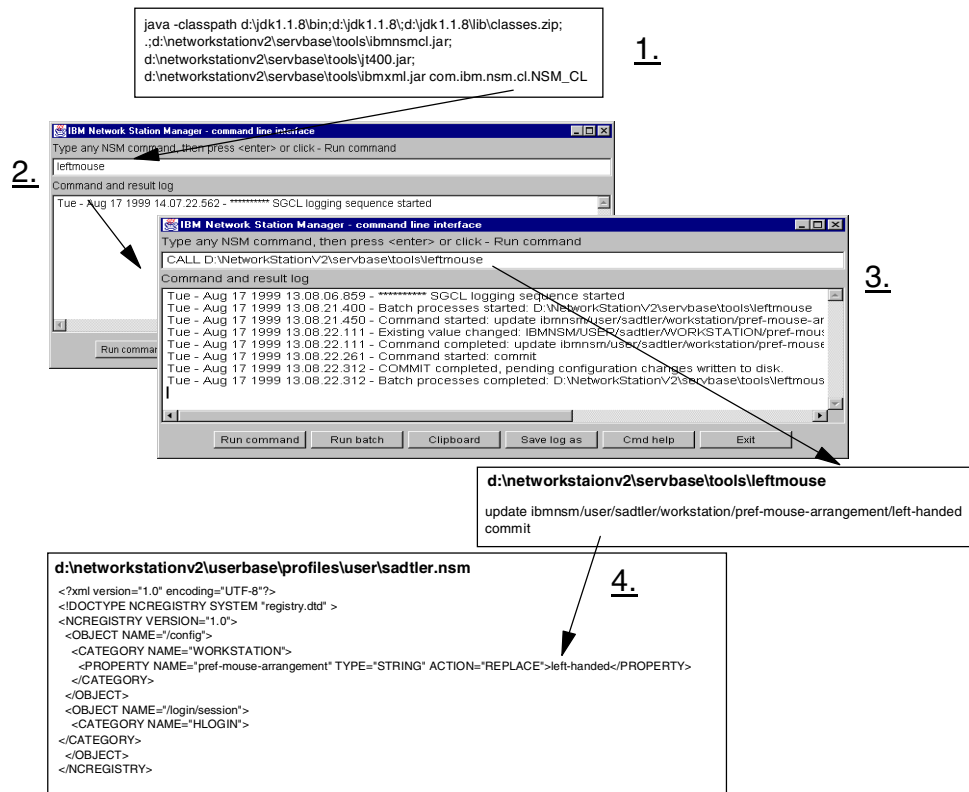 java -classpath d:\jdk1.1.8\bin;d:\jdk1.1.8\;d:\jdk1.1.8\lib\classes.zip;
.;d:\networkstationv2\servbase\tools\ibmnsmcl.jar;
d:\networkstationv2\servbase\tools\jt400.jar;
d:\networkstationv2\servbase\tools\ibmxml.jar com.ibm.nsm.cl.NSM_CL
1.
IBM Network Station Manager - command line interface
Type any NSM command, then press <enter> or click - Run command
leftmouse
2.
Command and result log
Tue - Aug 17 1999 14.07.22.562 - ********* SGCL logging sequence started
Run comman
IBM Network Station Manager - command line interface
Type any NSM command, then press <enter> or click - Run command
CALL D:\NetworkStationV2\servbase\tools\leftmouse
3.
Command and result log
Tue - Aug 17 1999 13.08.06.859 - ********** SGCL logging sequence started
Tue - Aug 17 1999 13.08.21.400 - Batch processes started: D:\NetworkStationV2\servbase\tools\leftmouse
Tue - Aug 17 1999 13.08.21.450 - Command started: update ibmnsm/user/sadtler/workstation/pref-mouse-ar
Tue - Aug 17 1999 13.08.22.111 - Existing value changed: IBMNSM/USER/sadtler/WORKSTATION/pref-mous
Tue - Aug 17 1999 13.08.22.111 - Command completed: update ibmnsm/user/sadtler/workstation/pref-mouse
Tue - Aug 17 1999 13.08.22.261 - Command started: commit
Tue - Aug 17 1999 13.08.22.312 - COMMIT completed, pending configuration changes written to disk.
Tue - Aug 17 1999 13.08.22.312 - Batch processes completed: D:\NetworkStationV2\servbase\tools\leftmous
Run command Run batch Clipboard Save log as Cmd help Exit
d:\networkstaionv2\servbase\tools\leftmouse
update ibmnsm/user/sadtler/workstation/pref-mouse-arrangement/left-handed
commit
d:\networkstationv2\userbase\profiles\user\sadtler.nsm
4.
<?xml version="1.0" encoding="UTF-8"?>
<!DOCTYPE NCREGISTRY SYSTEM "registry.dtd" >
<NCREGISTRY VERSION="1.0">
<OBJECT NAME="/config">
<CATEGORY NAME="WORKSTATION">
<PROPERTY NAME="pref-mouse-arrangement" TYPE="STRING" ACTION="REPLACE">left-handed</PROPERTY>
</CATEGORY>
</OBJECT>
<OBJECT NAME="/login/session">
<CATEGORY NAME="HLOGIN">
</CATEGORY>
</OBJECT>
</NCREGISTRY>